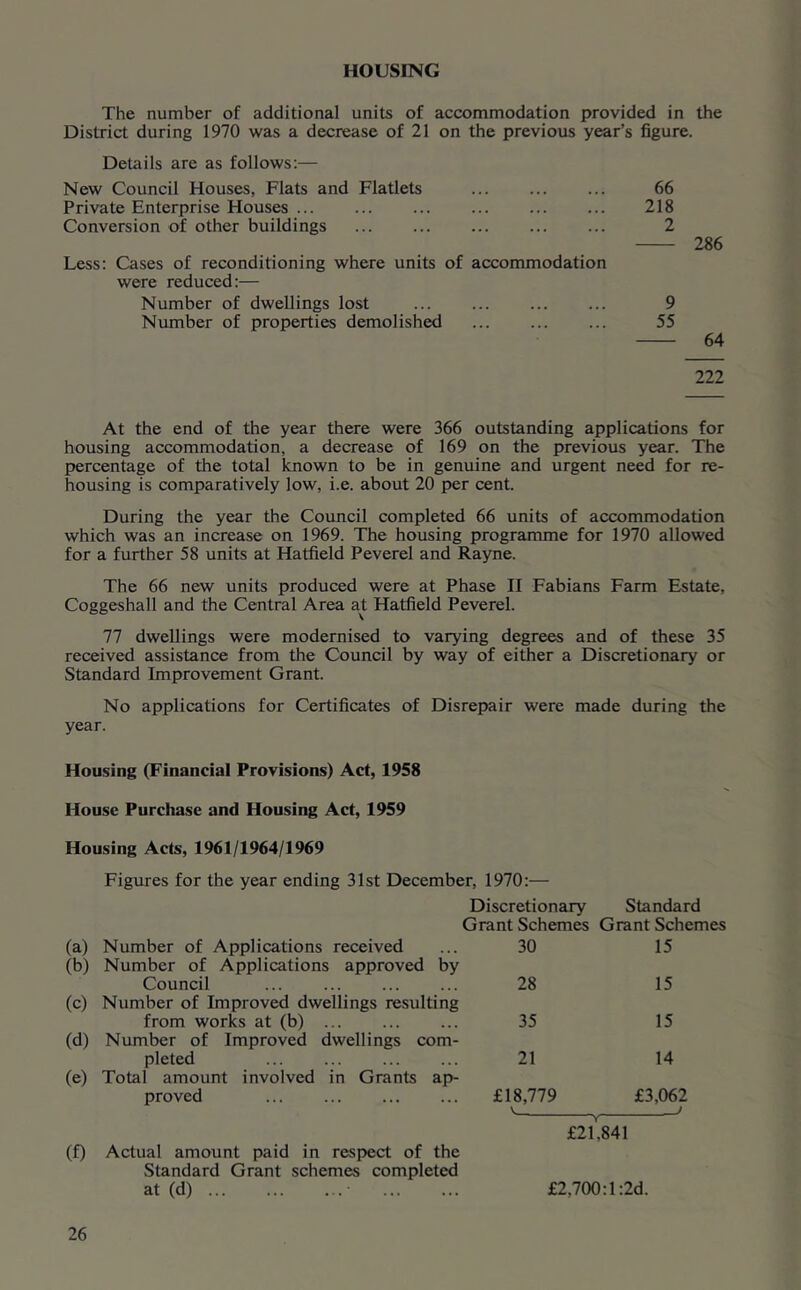 HOUSING
The number of additional units of accommodation provided in the
District during 1970 was a decrease of 21 on the previous year's figure.
Details are as follows:—
New Council Houses, Flats and Flatlets ... ... ... 66
Private Enterprise Houses ... ... ... ... ... ... 218
Conversion of other buildings ... ... ... ... ... 2
286
Less: Cases of reconditioning where units of accommodation
were reduced:—
Number of dwellings lost ... ... ... ... 9
Number of properties demolished ... ... ... 55
64
222
At the end of the year there were 366 outstanding applications for
housing accommodation, a decrease of 169 on the previous year. The
percentage of the total known to be in genuine and urgent need for re-
housing is comparatively low, i.e. about 20 per cent.
During the year the Council completed 66 units of accommodation
which was an increase on 1969. The housing programme for 1970 allowed
for a further 58 units at Hatfield Peverel and Rayne.
The 66 new units produced were at Phase II Fabians Farm Estate,
Coggeshall and the Central Area at Hatfield Peverel.
77 dwellings were modernised to varying degrees and of these 35
received assistance from the Council by way of either a Discretionary or
Standard Improvement Grant.
No applications for Certificates of Disrepair were made during the
year.
Housing (Financial Provisions) Act, 1958
House Purchase and Housing Act, 1959
Housing Acts, 1961/1964/1969
Figures for the year ending 31st December, 1970:—
Discretionary Standard
Grant Schemes Grant Schemes
(a) Number of Applications received ... 30 15
(b) Number of Applications approved by
Council ... ... ... ... 28 15
(c) Number of Improved dwellings resulting
from works at (b) ... ... ... 35 15
(d) Number of Improved dwellings com-
pleted ... ... ... ... 21 14
(e) Total amount involved in Grants ap-
proved ... ... ... ... £18,779 £3,062
£21,841
(f) Actual amount paid in respect of the
Standard Grant schemes completed
at (d) ... ... ... ... ... £2,700:1:2d.
26